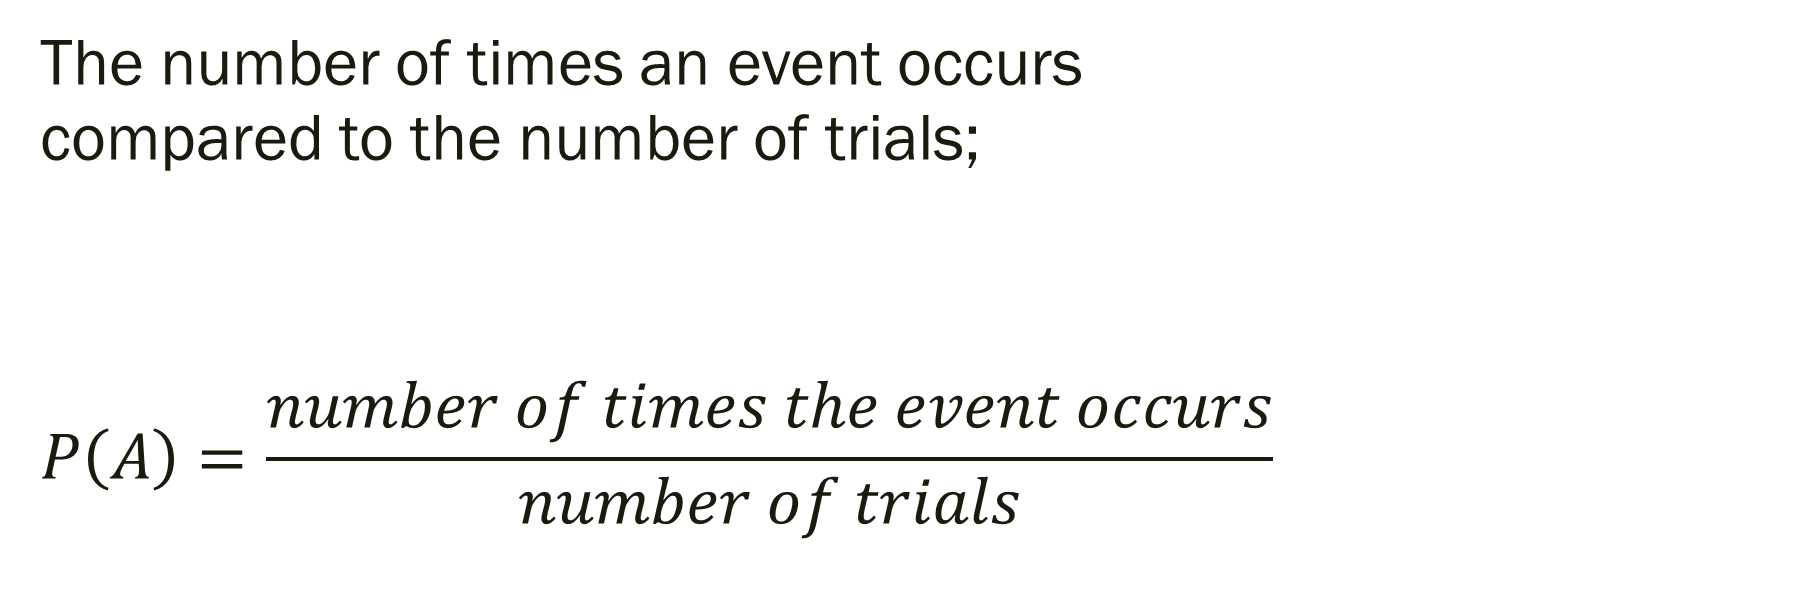 The number of times an event occurs
compared to the number of trials;
P(A) = number of times the event occurs / number of trials